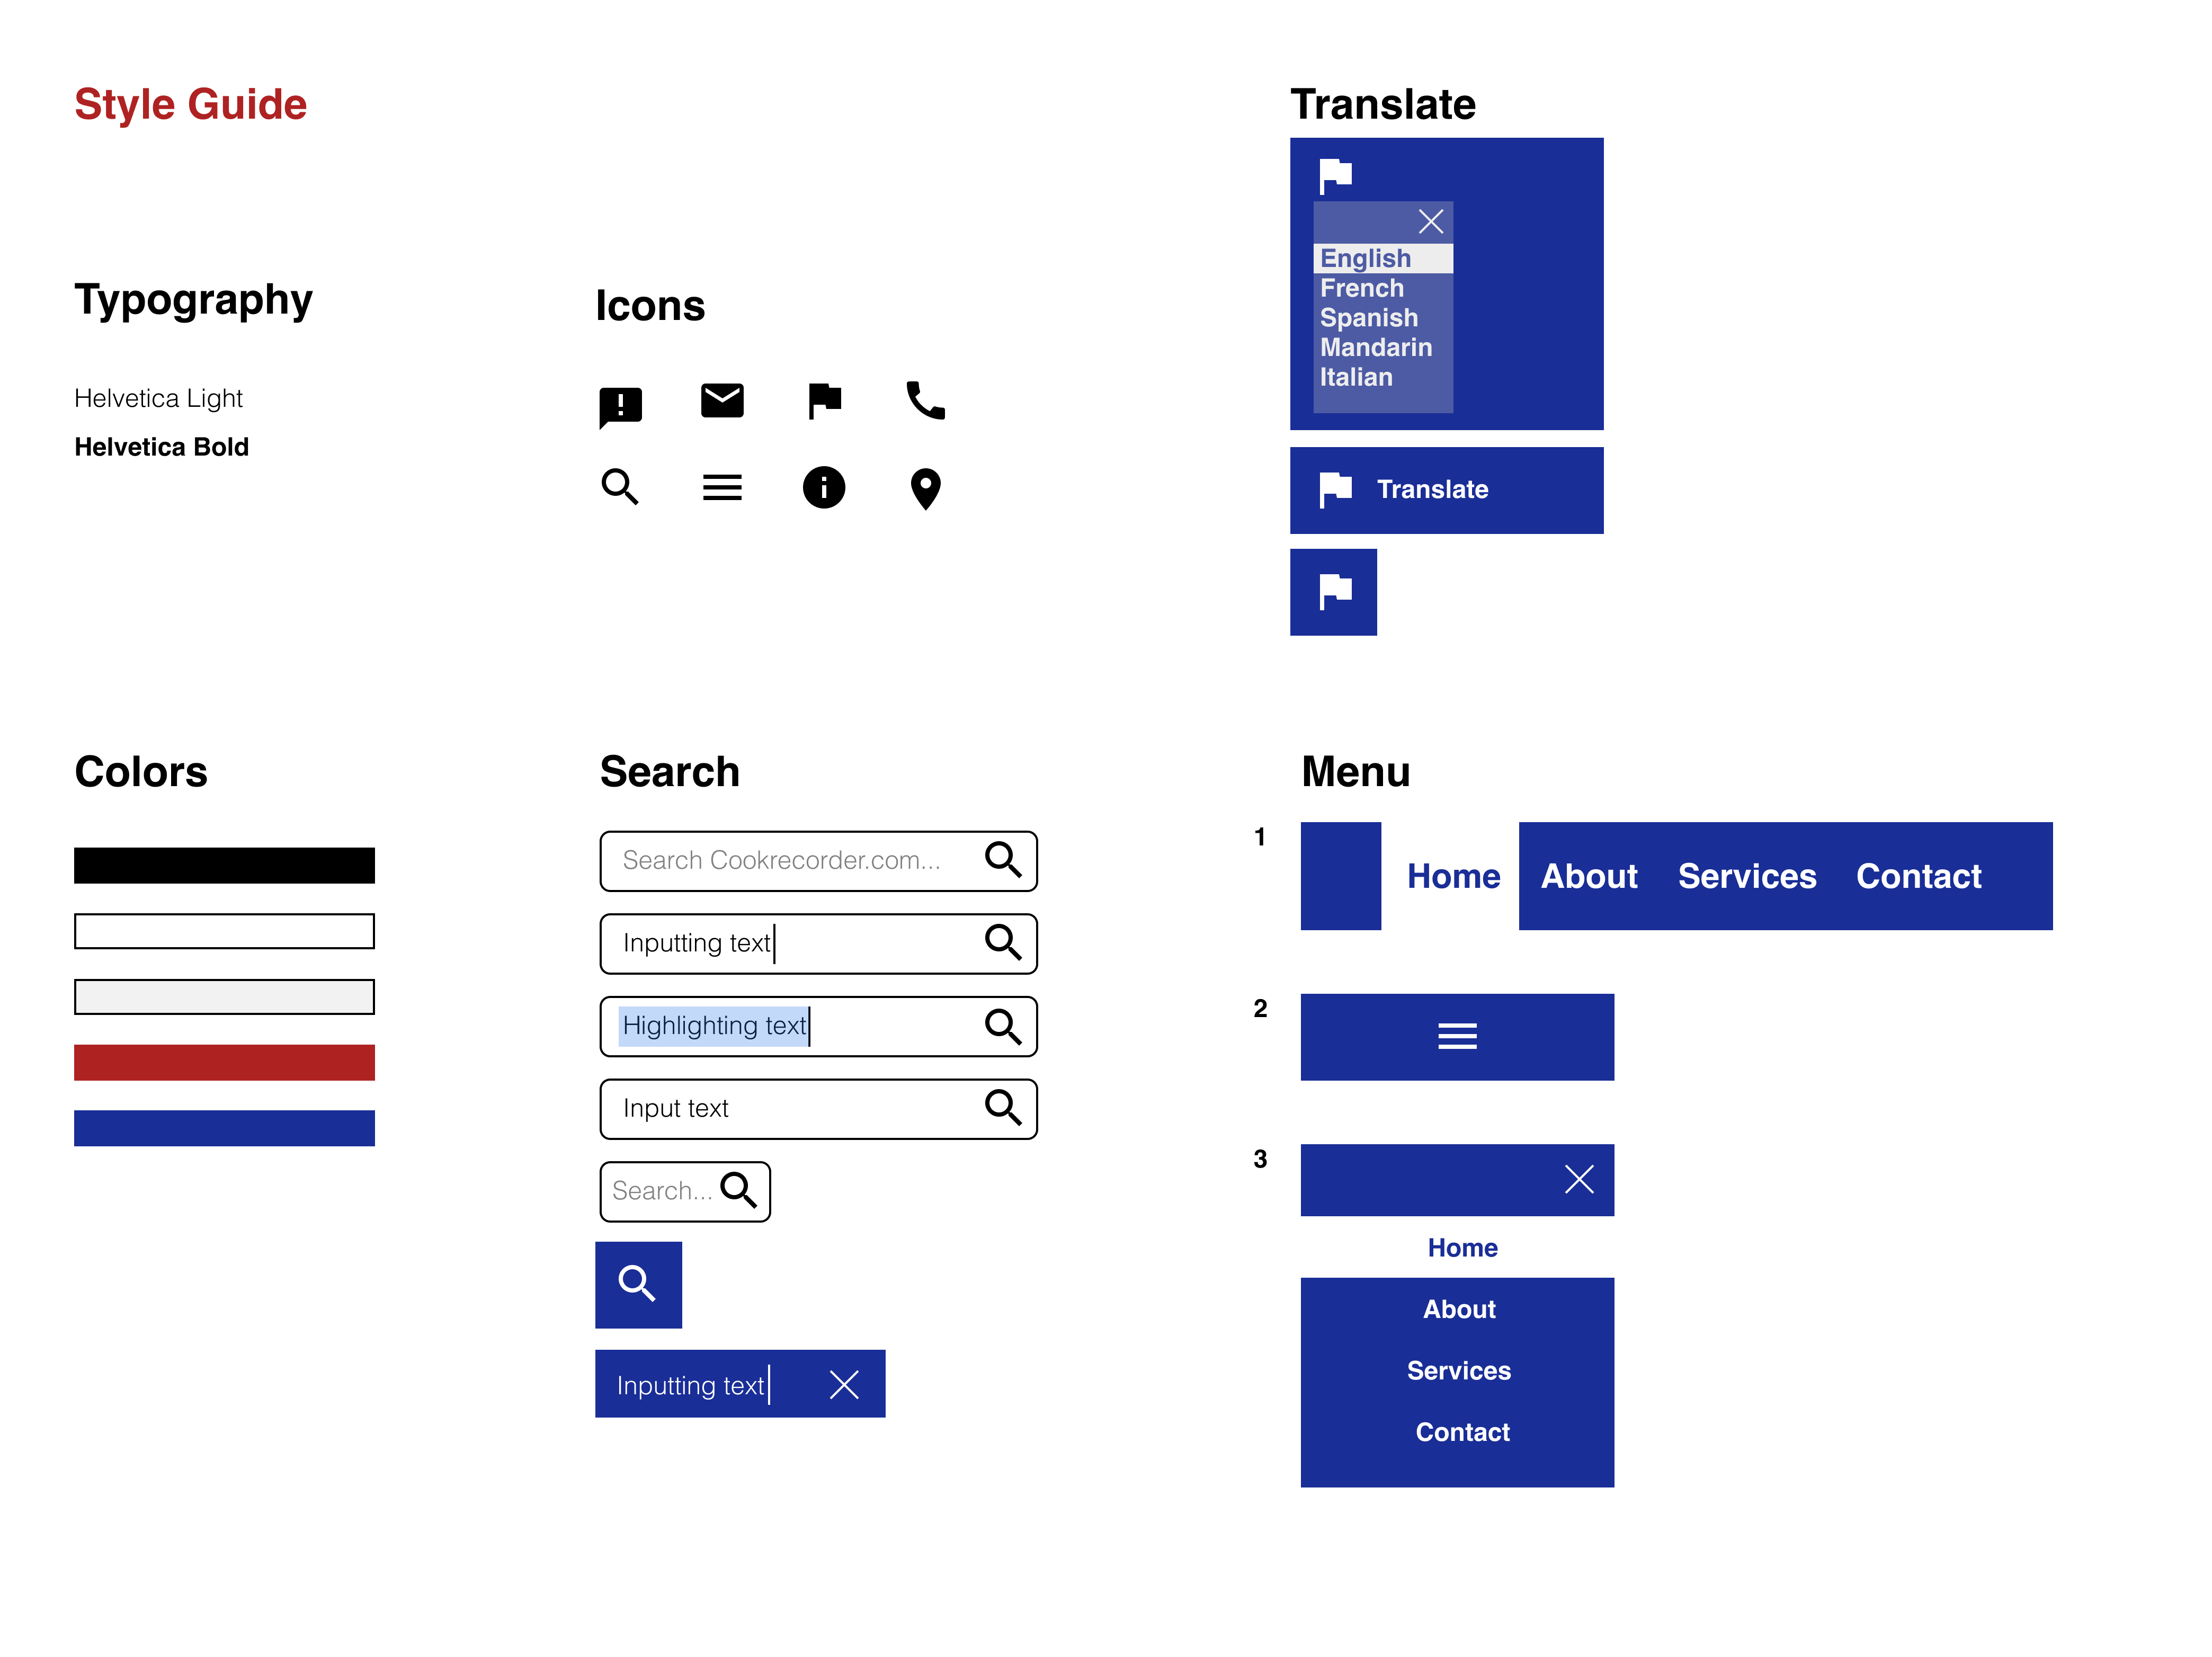 Style Guide
Typography
Helvetica Light
Helvetica Bold
Icons
Translate
English
French
Spanish
Mandarin
Italian
Translate
Colors
Search
Search Cookrecorder.com...
Inputting text
Highlighting text
Input text
Search...
Inputting text
Menu
1
Home About Services Contact
2
3
Home
About
Services
Contact